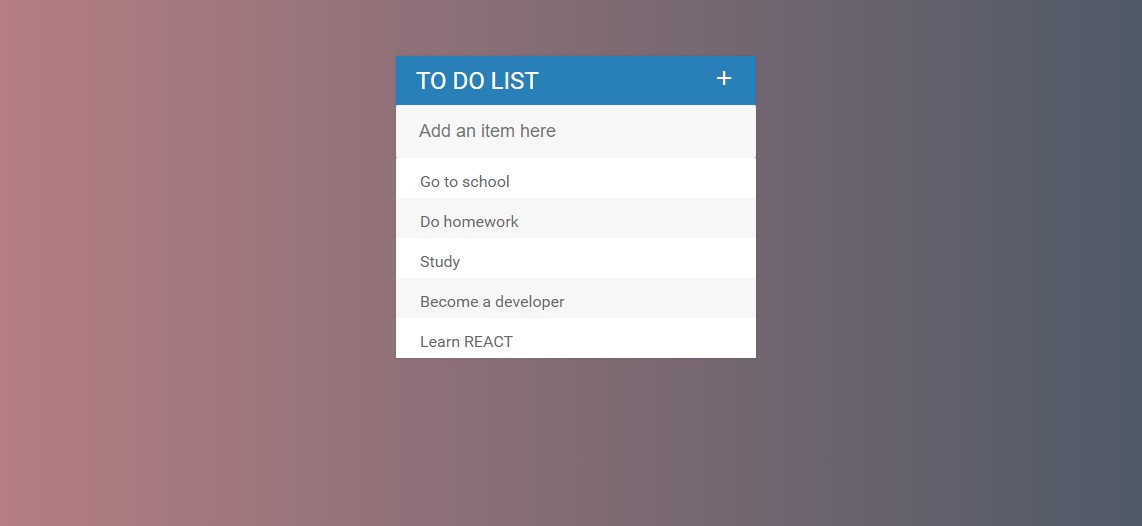 TO DO LIST +
Add an item here
Go to school
Do homework
Study
Become a developer
Learn REACT